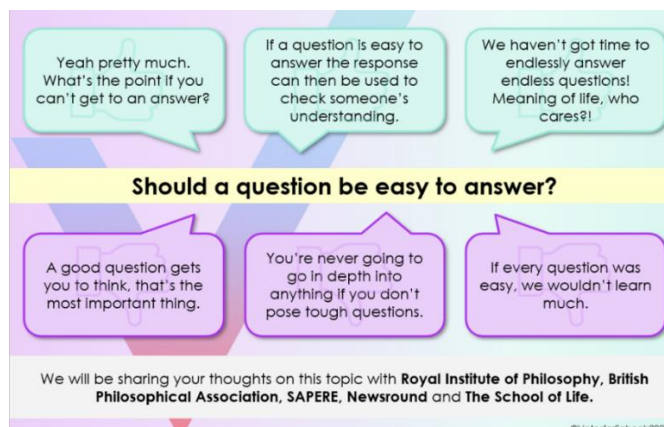 Yeah pretty much.
What's the point if you
can't get to an answer?
If a question is easy to
answer the response
can then be used to
check someone's
understanding.
We haven't got time to
endlessly answer
endless questions!
Meaning of life, who
cares?!
Should a question be easy to answer?
A good question gets
you to think, that's the
most important thing.
You're never going to
go in depth into
anything if you don't
pose tough questions.
If every question was
easy, we wouldn't learn
much.
We will be sharing your thoughts on this topic with Royal Institute of Philosophy, British
Philosophical Association, SAPERE, Newsround and The School of Life.